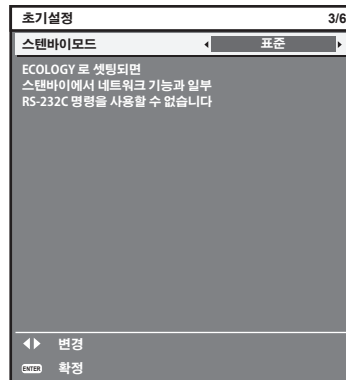 초기설정 3/6
스텐바이모드 표준
ECOLOGY 로 셋팅되면
스탠바이에서 네트워크 기능과 일부
RS-232C 명령을 사용할 수 없습니다
변경
ENTER 확정